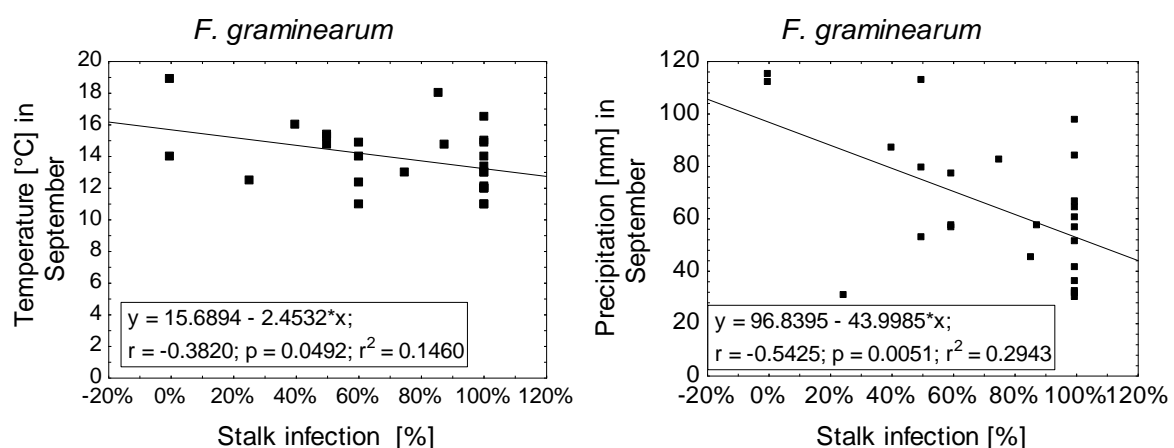 F. graminearum
20
18
16
14
12
10
8
6
4
2
0
Temperature [°C] in
September
y = 15.6894 - 2.4532*x;
r = -0.3820; p = 0.0492; r² = 0.1460
-20% 0% 20% 40% 60% 80% 100% 120%
Stalk infection [%]
F. graminearum
120
100
80
60
40
20
0
Precipitation [mm] in
September
y = 96.8395 - 43.9985*x;
r = -0.5425; p = 0.0051; r² = 0.2943
-20% 0% 20% 40% 60% 80% 100% 120%
Stalk infection [%]